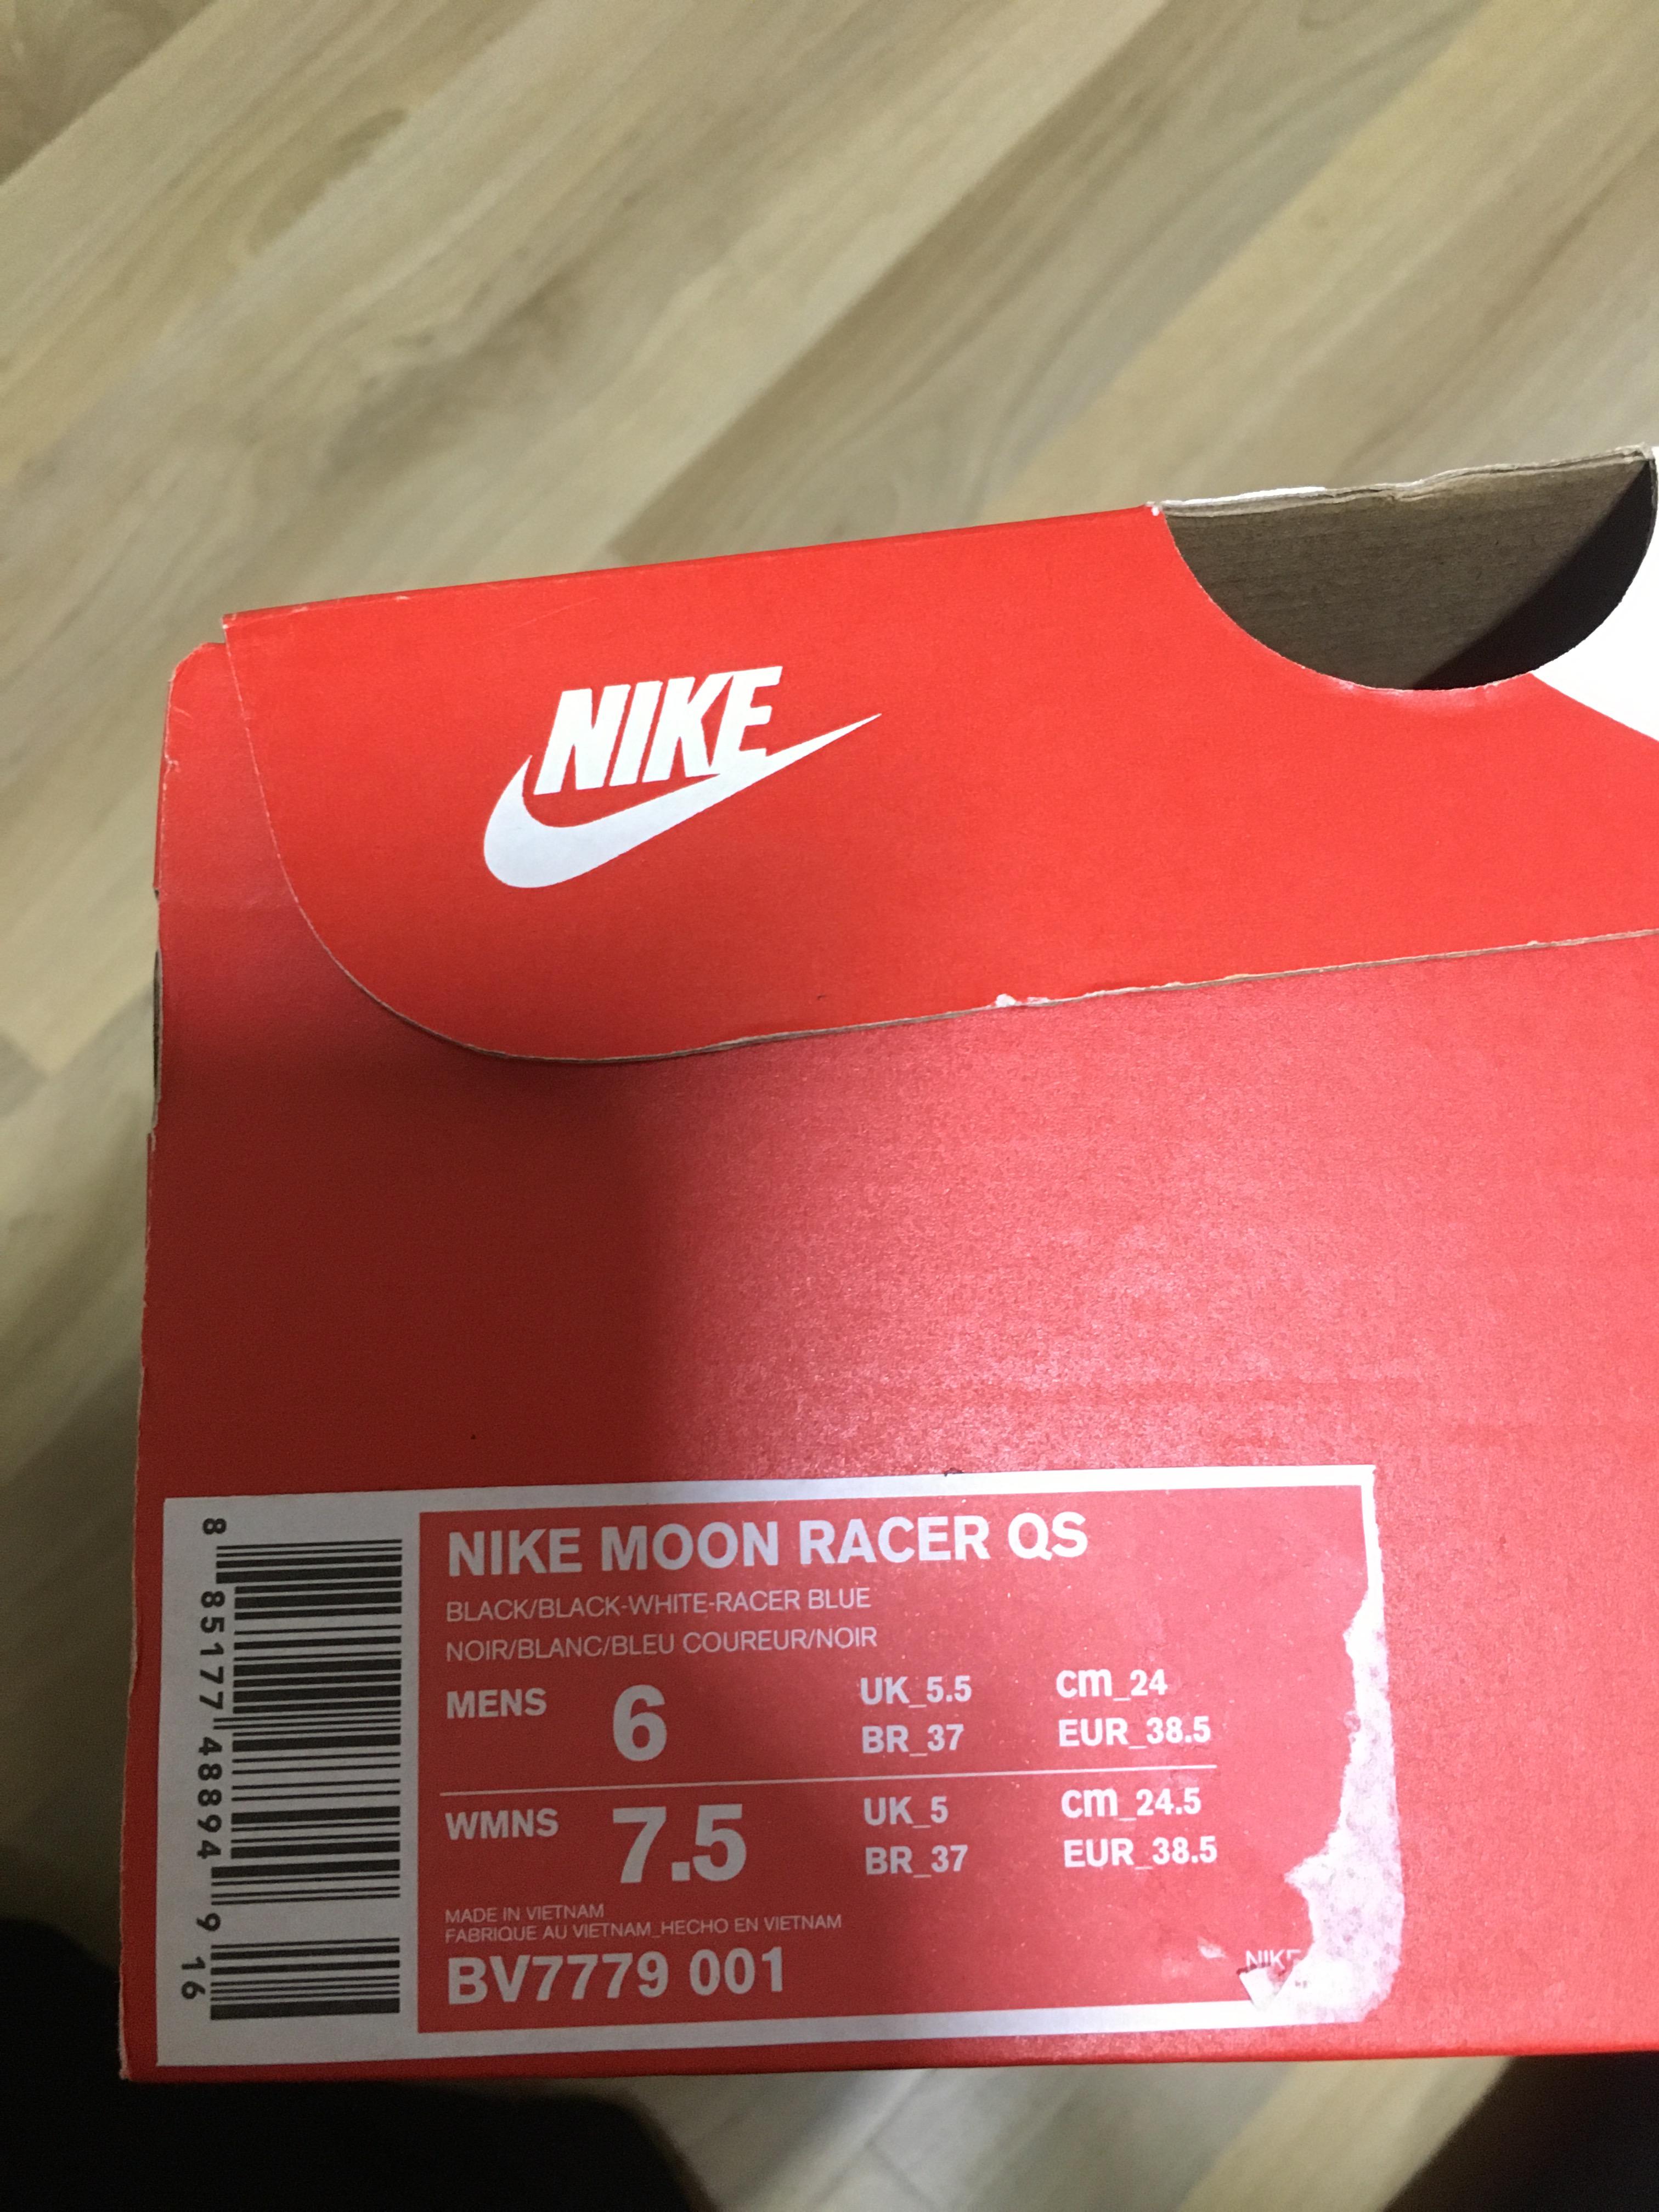 NIKE
NIKE MOON RACER QS
BLACK/BLACK-WHITE-RACER BLUE
NOIR/BLANC/BLEU COUREUR/NOIR
MENS 6 UK_5.5 cm_24
BR_37 EUR_38.5
WMNS 7.5 UK_5 cm_24.5
BR_37 EUR_38.5
MADE IN VIETNAM
FABRIQUE AU VIETNAM_HECHO EN VIETNAM
BV7779 001
NIKE
8 85177 48894 9 16